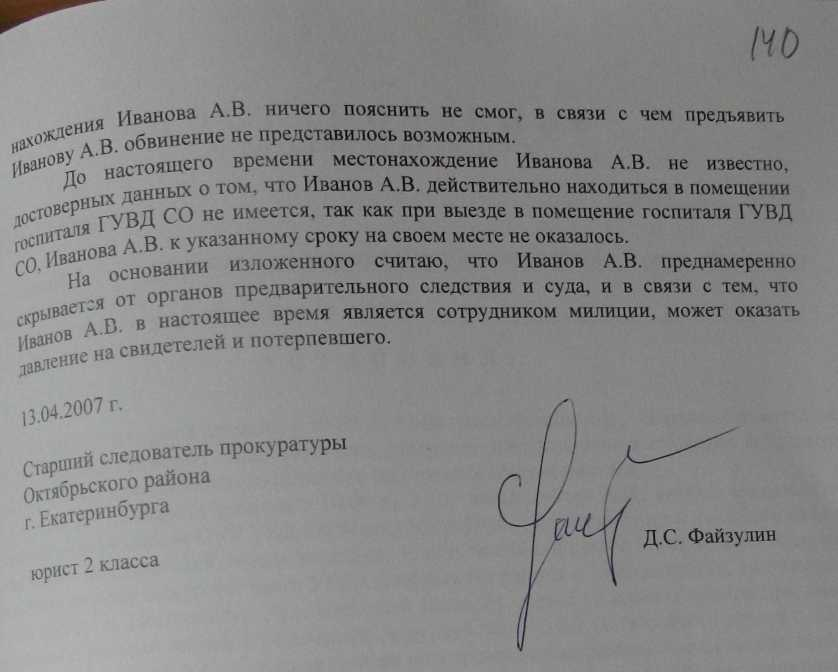 140
нахождения Иванова А.В. ничего пояснить не смог, в связи с чем предъявить
Иванову А.В. обвинение не представилось возможным.
До настоящего времени местонахождение Иванова А.В. не известно,
достоверных данных о том, что Иванов А.В. действительно находиться в помещении
госпиталя ГУВД СО не имеется, так как при выезде в помещение госпиталя ГУВД
СО, Иванова А.В. к указанному сроку на своем месте не оказалось.
На основании изложенного считаю, что Иванов А.В. преднамеренно
скрывается от органов предварительного следствия и суда, и в связи с тем, что
Иванов А.В. в настоящее время является сотрудником милиции, может оказать
давление на свидетелей и потерпевшего.
13.04.2007 г.
Старший следователь прокуратуры
Октябрьского района
г. Екатеринбурга
Д.С. Файзулин
юрист 2 класса